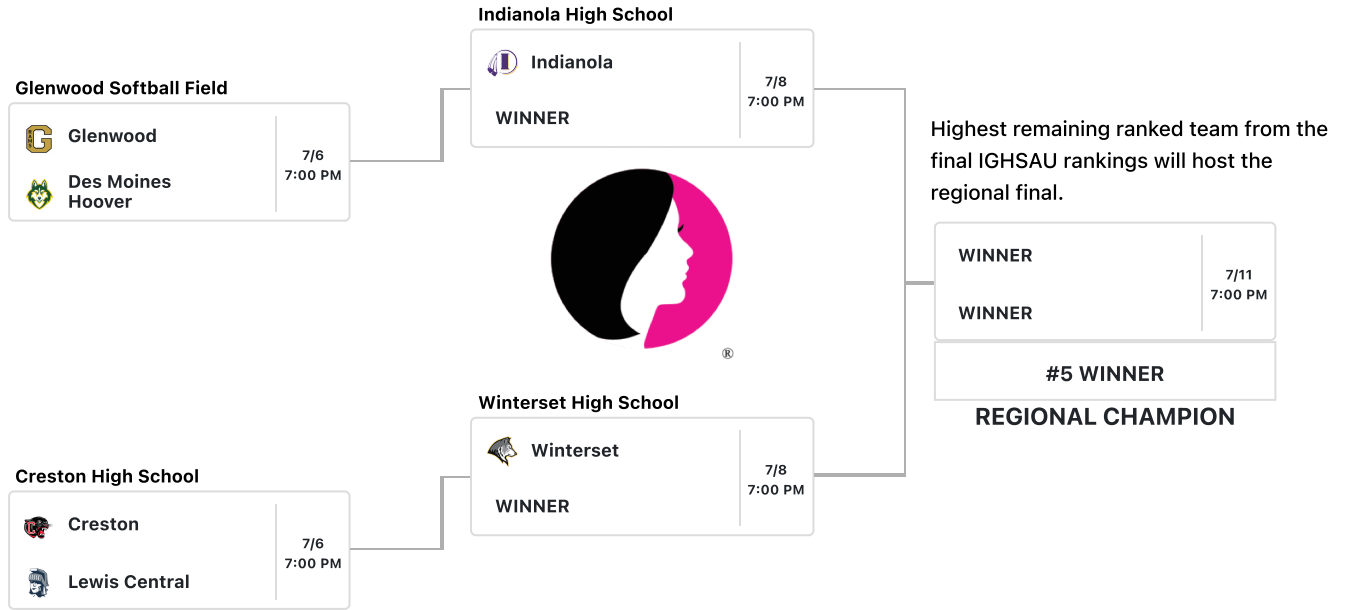 Indianola High School
Indianola
WINNER
7/8
7:00 PM
Glenwood Softball Field
Glenwood
Des Moines
Hoover
7/6
7:00 PM
Highest remaining ranked team from the
final IGHSAU rankings will host the
regional final.
WINNER
WINNER
7/11
7:00 PM
#5 WINNER
REGIONAL CHAMPION
®
Winterset High School
Winterset
WINNER
7/8
7:00 PM
Creston High School
Creston
Lewis Central
7/6
7:00 PM